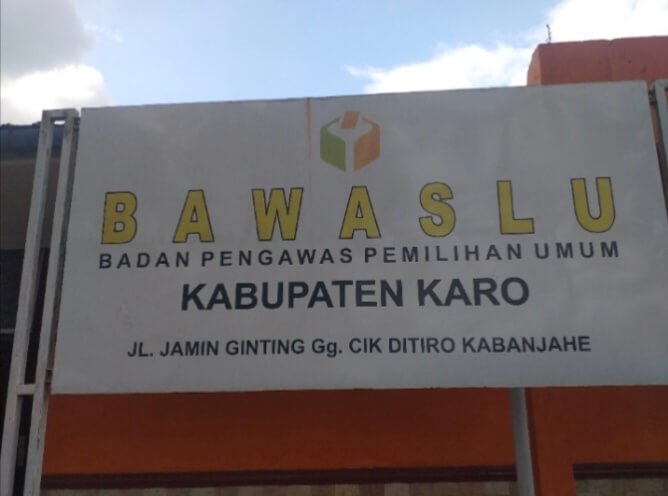 BAWASLU
BADAN PENGAWAS PEMILIHAN UMUM
KABUPATEN KARO
JL. JAMIN GINTING Gg. CIK DITIRO KABANJAHE